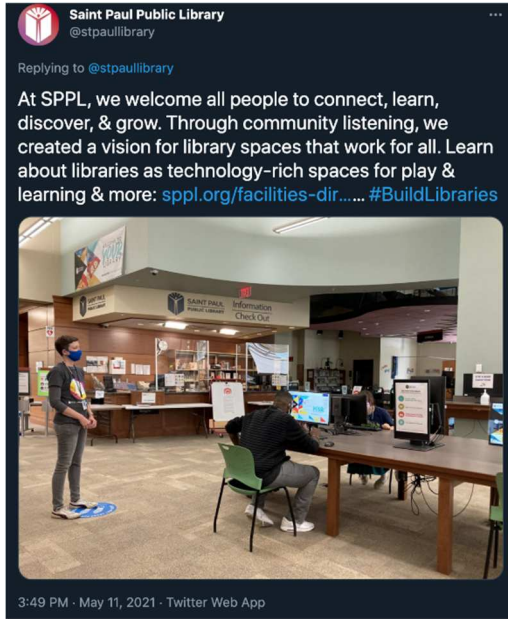 Saint Paul Public Library
@stpaullibrary
Replying to @stpaullibrary
At SPPL, we welcome all people to connect, learn,
discover, & grow. Through community listening, we
created a vision for library spaces that work for all. Learn
about libraries as technology-rich spaces for play &
learning & more: sppl.org/facilities-dir...... #BuildLibraries
YOUR
SAINT PAUL
PUBLIC LIBRARY
SAINT PAUL
PUBLIC LIBRARY
Information
Check Out
3:49 PM · May 11, 2021 · Twitter Web App